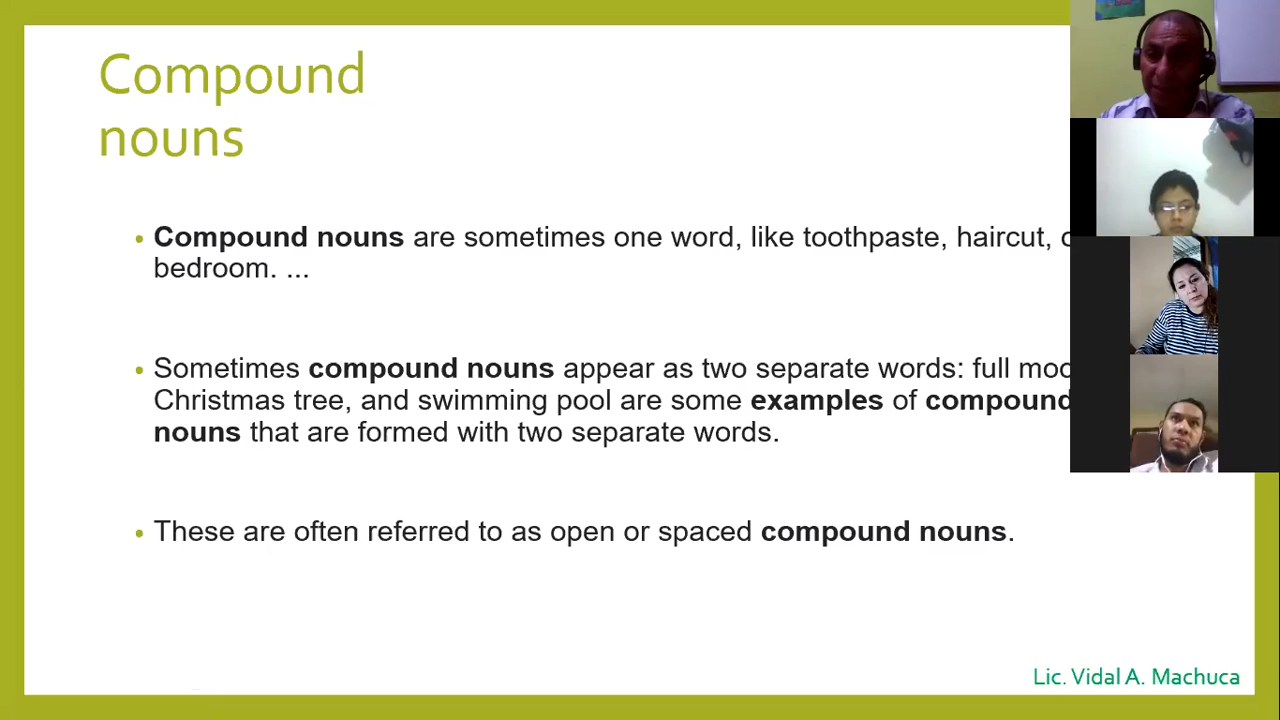 Compound
nouns
• Compound nouns are sometimes one word, like toothpaste, haircut,
bedroom. ...
• Sometimes compound nouns appear as two separate words: full
Christmas tree, and swimming pool are some examples of compound
nouns that are formed with two separate words.
• These are often referred to as open or spaced compound nouns.
Lic. Vidal A. Machuca